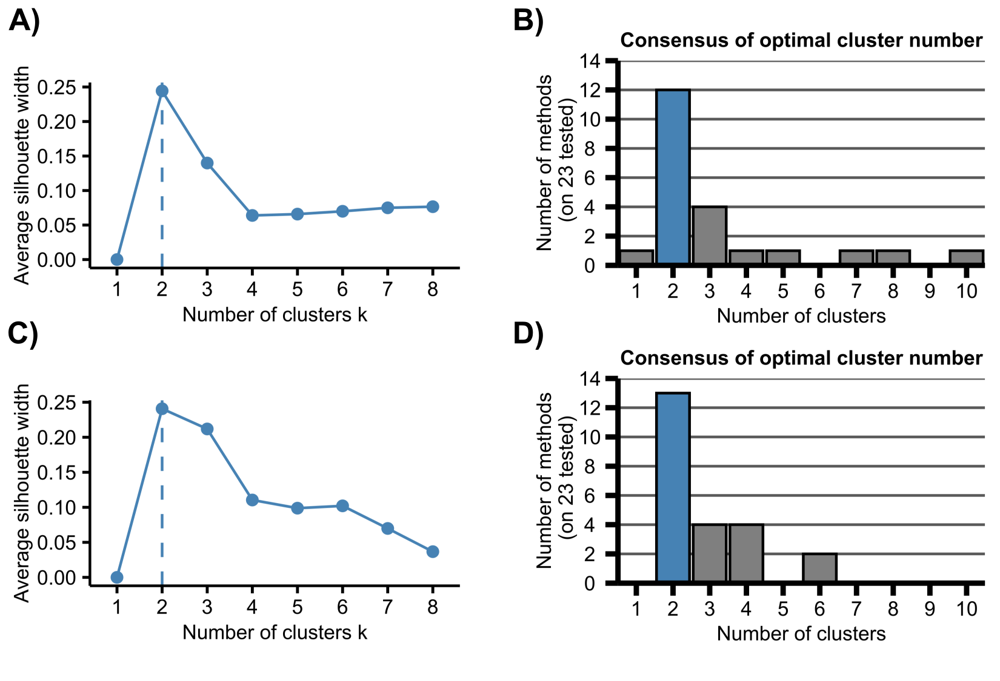 A)
Average silhouette width
0.25
0.20
0.15
0.10
0.05
0.00
1 2 3 4 5 6 7 8
Number of clusters k
B)
Consensus of optimal cluster number
Number of methods
(on 23 tested)
14
12
10
8
6
4
2
0
1 2 3 4 5 6 7 8 9 10
Number of clusters
C)
Average silhouette width
0.25
0.20
0.15
0.10
0.05
0.00
1 2 3 4 5 6 7 8
Number of clusters k
D)
Consensus of optimal cluster number
Number of methods
(on 23 tested)
14
12
10
8
6
4
2
0
1 2 3 4 5 6 7 8 9 10
Number of clusters